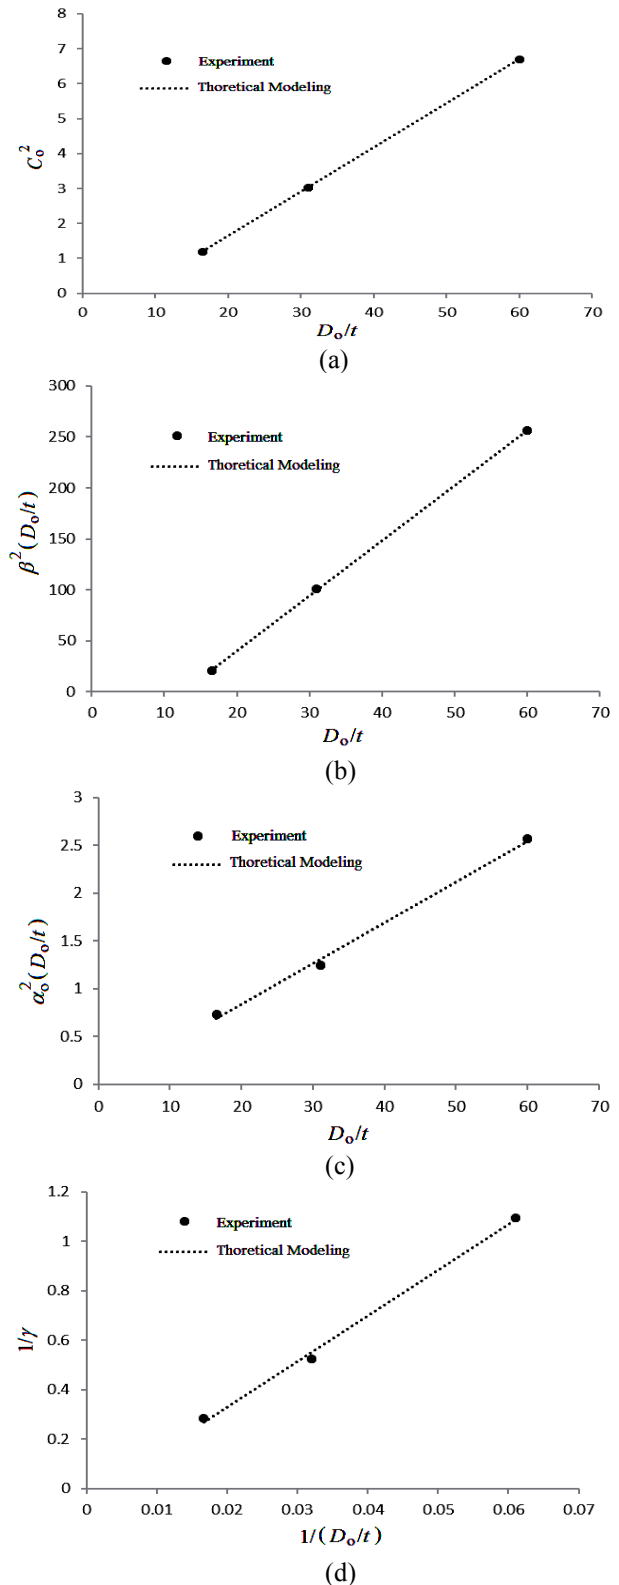 8
7
6
5
4
3
2
1
0
C₀²
Experiment
Thoretical Modeling
0 10 20 30 40 50 60 70
Dₒ/t
(a)
300
250
200
150
100
50
0
β²(Dₒ/t)
Experiment
Thoretical Modeling
0 10 20 30 40 50 60 70
Dₒ/t
(b)
3
2.5
2
1.5
1
0.5
0
αₒ²(Dₒ/t)
Experiment
Thoretical Modeling
0 10 20 30 40 50 60 70
Dₒ/t
(c)
1.2
1
0.8
0.6
0.4
0.2
0
1/γ
Experiment
Thoretical Modeling
0 0.01 0.02 0.03 0.04 0.05 0.06 0.07
1/(Dₒ/t)
(d)